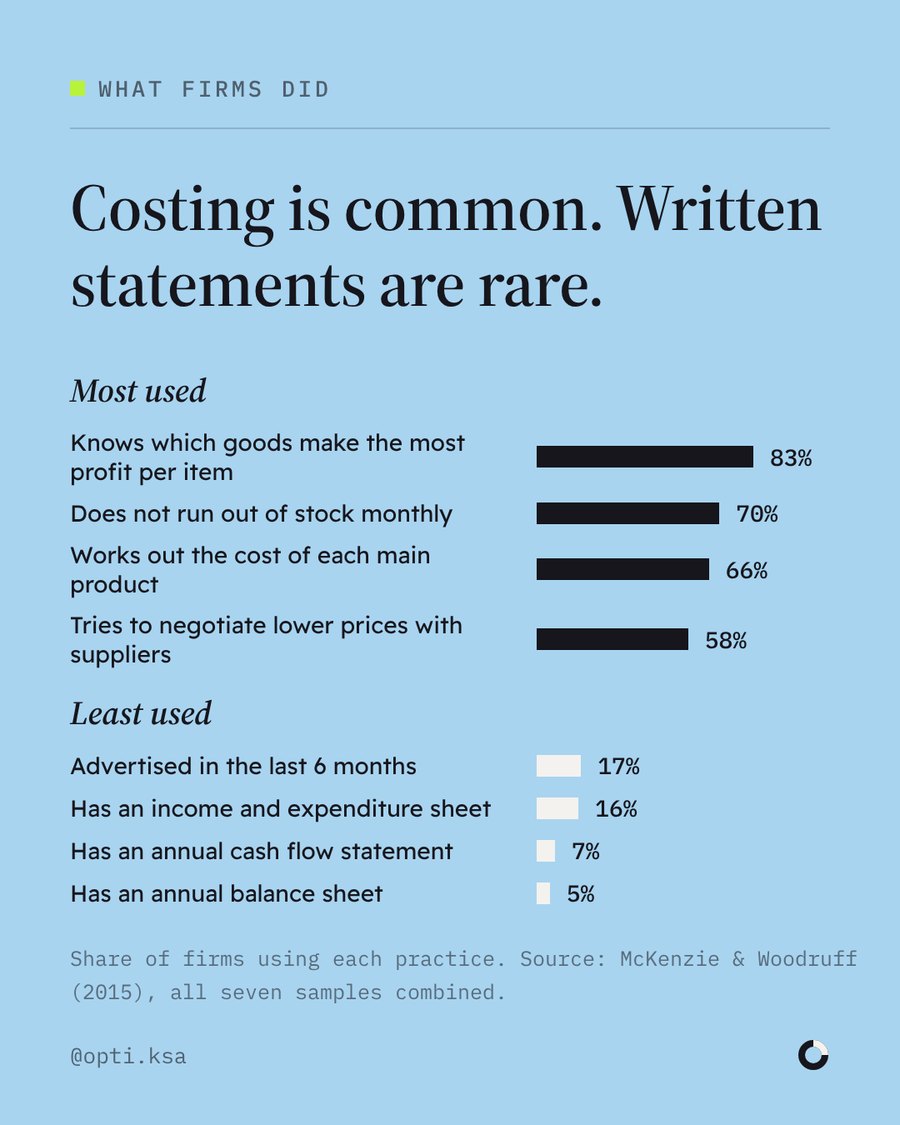 WHAT FIRMS DID
Costing is common. Written
statements are rare.
Most used
Knows which goods make the most
profit per item
83%
Does not run out of stock monthly
70%
Works out the cost of each main
product
66%
Tries to negotiate lower prices with
suppliers
58%
Least used
Advertised in the last 6 months
17%
Has an income and expenditure sheet
16%
Has an annual cash flow statement
7%
Has an annual balance sheet
5%
Share of firms using each practice. Source: McKenzie & Woodruff
(2015), all seven samples combined.
@opti.ksa